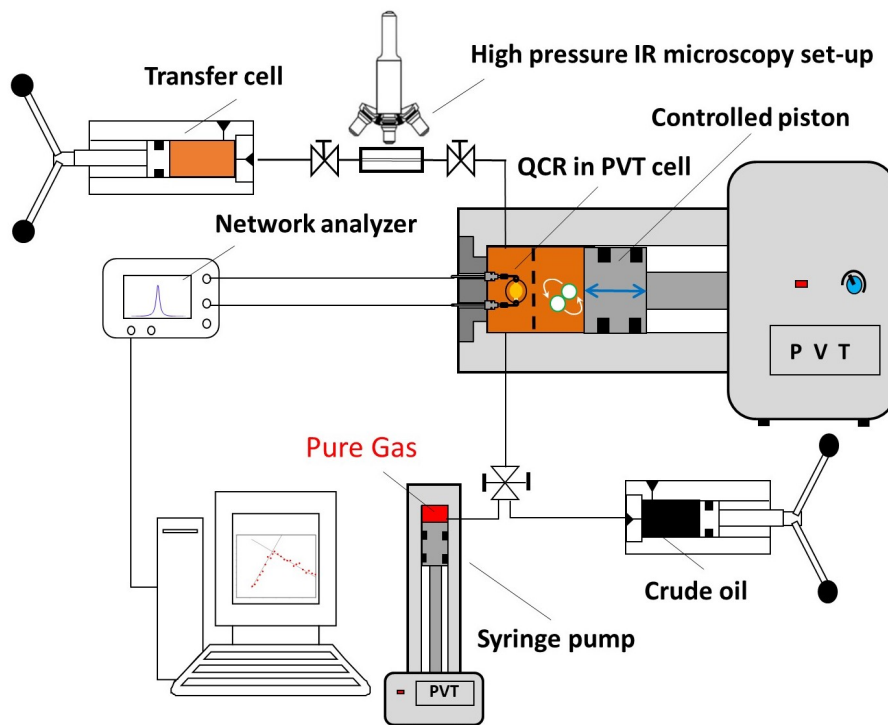 High pressure IR microscopy set-up
Transfer cell
Controlled piston
QCR in PVT cell
Network analyzer
P V T
Pure Gas
Crude oil
Syringe pump
PVT